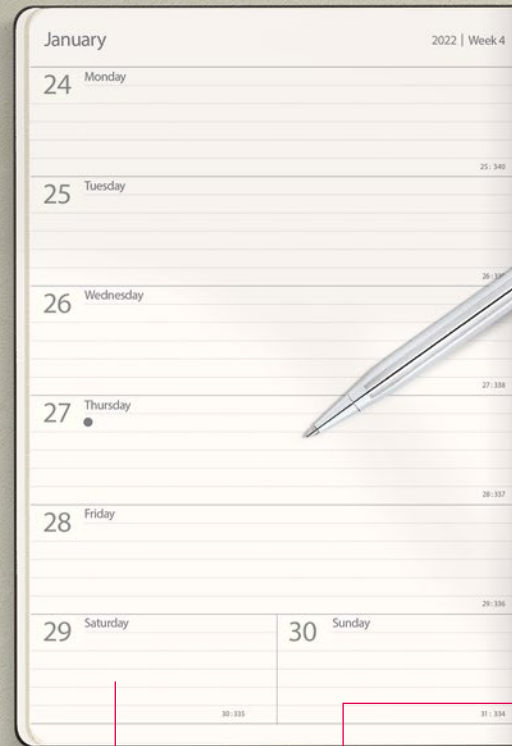 January
2022 | Week 4
24 Monday
25: 340
25 Tuesday
26 Wednesday
27:338
27 Thursday
28:337
28 Friday
29:336
29 Saturday
30:335
30 Sunday
31: 334